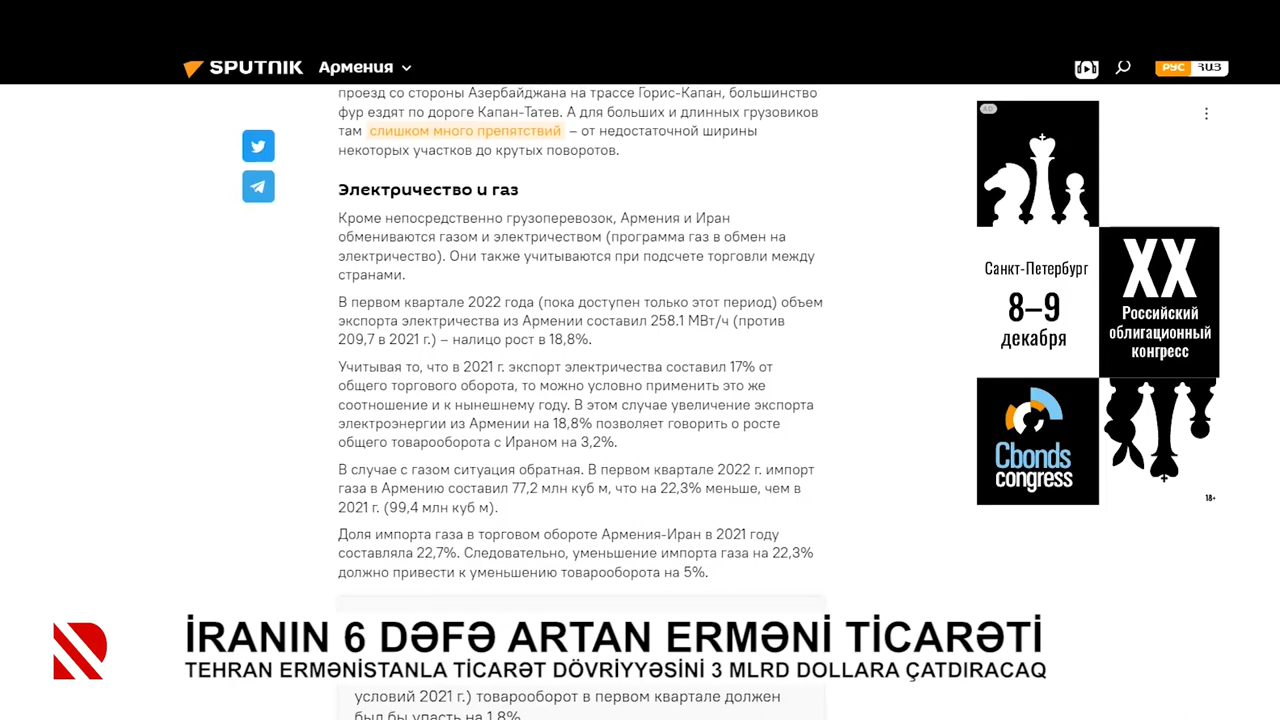 SPUTNIK
Армения
РУС ՀԱՅ
проезд со стороны Азербайджана на трассе Горис-Капан, большинство
фур ездят по дороге Капан-Татев. А для больших и длинных грузовиков
там слишком много препятствий – от недостаточной ширины
некоторых участков до крутых поворотов.
Электричество и газ
Кроме непосредственно грузоперевозок, Армения и Иран
обмениваются газом и электричеством (программа газ в обмен на
электричество). Они также учитываются при подсчете торговли между
странами.
В первом квартале 2022 года (пока доступен только этот период) объем
экспорта электричества из Армении составил 258.1 МВт/ч (против
209,7 в 2021 г.) – налицо рост в 18,8%.
Учитывая то, что в 2021 г. экспорт электричества составил 17% от
общего торгового оборота, то можно условно применить это же
соотношение и к нынешнему году. В этом случае увеличение экспорта
электроэнергии из Армении на 18,8% позволяет говорить о росте
общего товарооборота с Ираном на 3,2%.
В случае с газом ситуация обратная. В первом квартале 2022 г. импорт
газа в Армению составил 77,2 млн куб м, что на 22,3% меньше, чем в
2021 г. (99,4 млн куб м).
Доля импорта газа в торговом обороте Армения-Иран в 2021 году
составляла 22,7%. Следовательно, уменьшение импорта газа на 22,3%
должно привести к уменьшению товарооборота на 5%.
AD
Санкт-Петербург
8–9
декабря
XX
Российский
облигационный
конгресс
Cbonds
congress
18+
İRANIN 6 DƏFƏ ARTAN ERMƏNİ TİCARƏTİ
TEHRAN ERMƏNİSTANLA TİCARƏT DÖVRİYYƏSİNİ 3 MLRD DOLLARA ÇATDIRACAQ
условий 2021 г.) товарооборот в первом квартале должен
был бы упасть на 1,8%